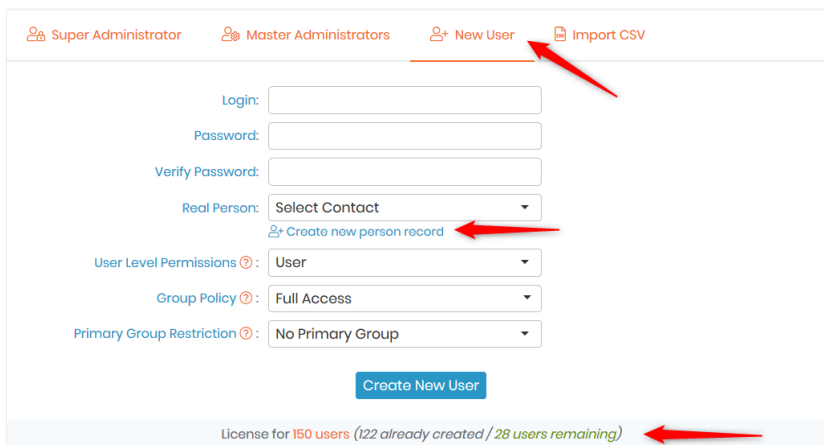 Super Administrator Master Administrators New User Import CSV
Login:
Password:
Verify Password:
Real Person: Select Contact
Create new person record
User Level Permissions ? : User
Group Policy ? : Full Access
Primary Group Restriction ? : No Primary Group
Create New User
License for 150 users (122 already created / 28 users remaining)